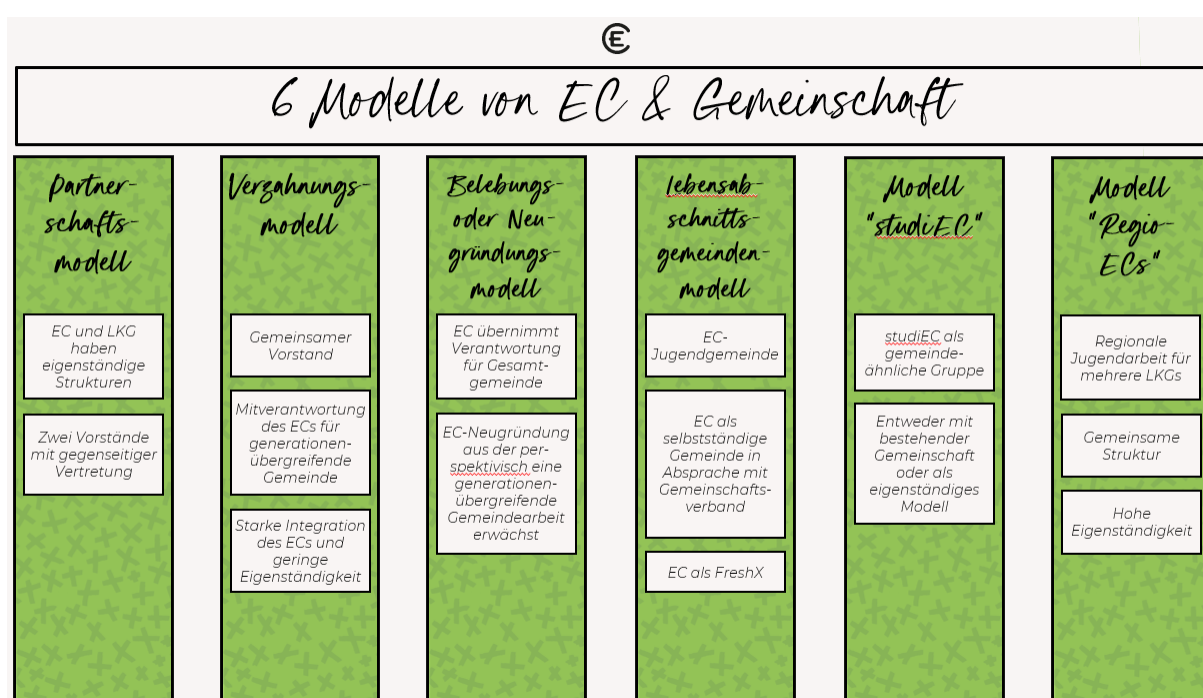 6 Modelle von EC & Gemeinschaft
Partner-
schafts-
modell
EC und LKG
haben
eigenständige
Strukturen
Zwei Vorstände
mit gegenseitiger
Vertretung
Verzahnungs-
modell
Gemeinsamer
Vorstand
Mitverantwortung
des ECs für
generationen-
übergreifende
Gemeinde
Starke Integration
des ECs und
geringe
Eigenständigkeit
Belebungs-
oder Neu-
gründungs-
modell
EC übernimmt
Verantwortung
für Gesamt-
gemeinde
EC-Neugründung
aus der per-
spektivisch eine
generationen-
übergreifende
Gemeindearbeit
erwächst
lebensab-
schnitts-
gemeinden-
modell
EC-
Jugendgemeinde
EC als
selbstständige
Gemeinde in
Absprache mit
Gemeinschafts-
verband
EC als FreshX
Modell
"studiEC"
studiEC als
gemeinde-
ähnliche Gruppe
Entweder mit
bestehender
Gemeinschaft
oder als
eigenständiges
Modell
Modell
"Regio-
ECs"
Regionale
Jugendarbeit für
mehrere LKGs
Gemeinsame
Struktur
Hohe
Eigenständigkeit